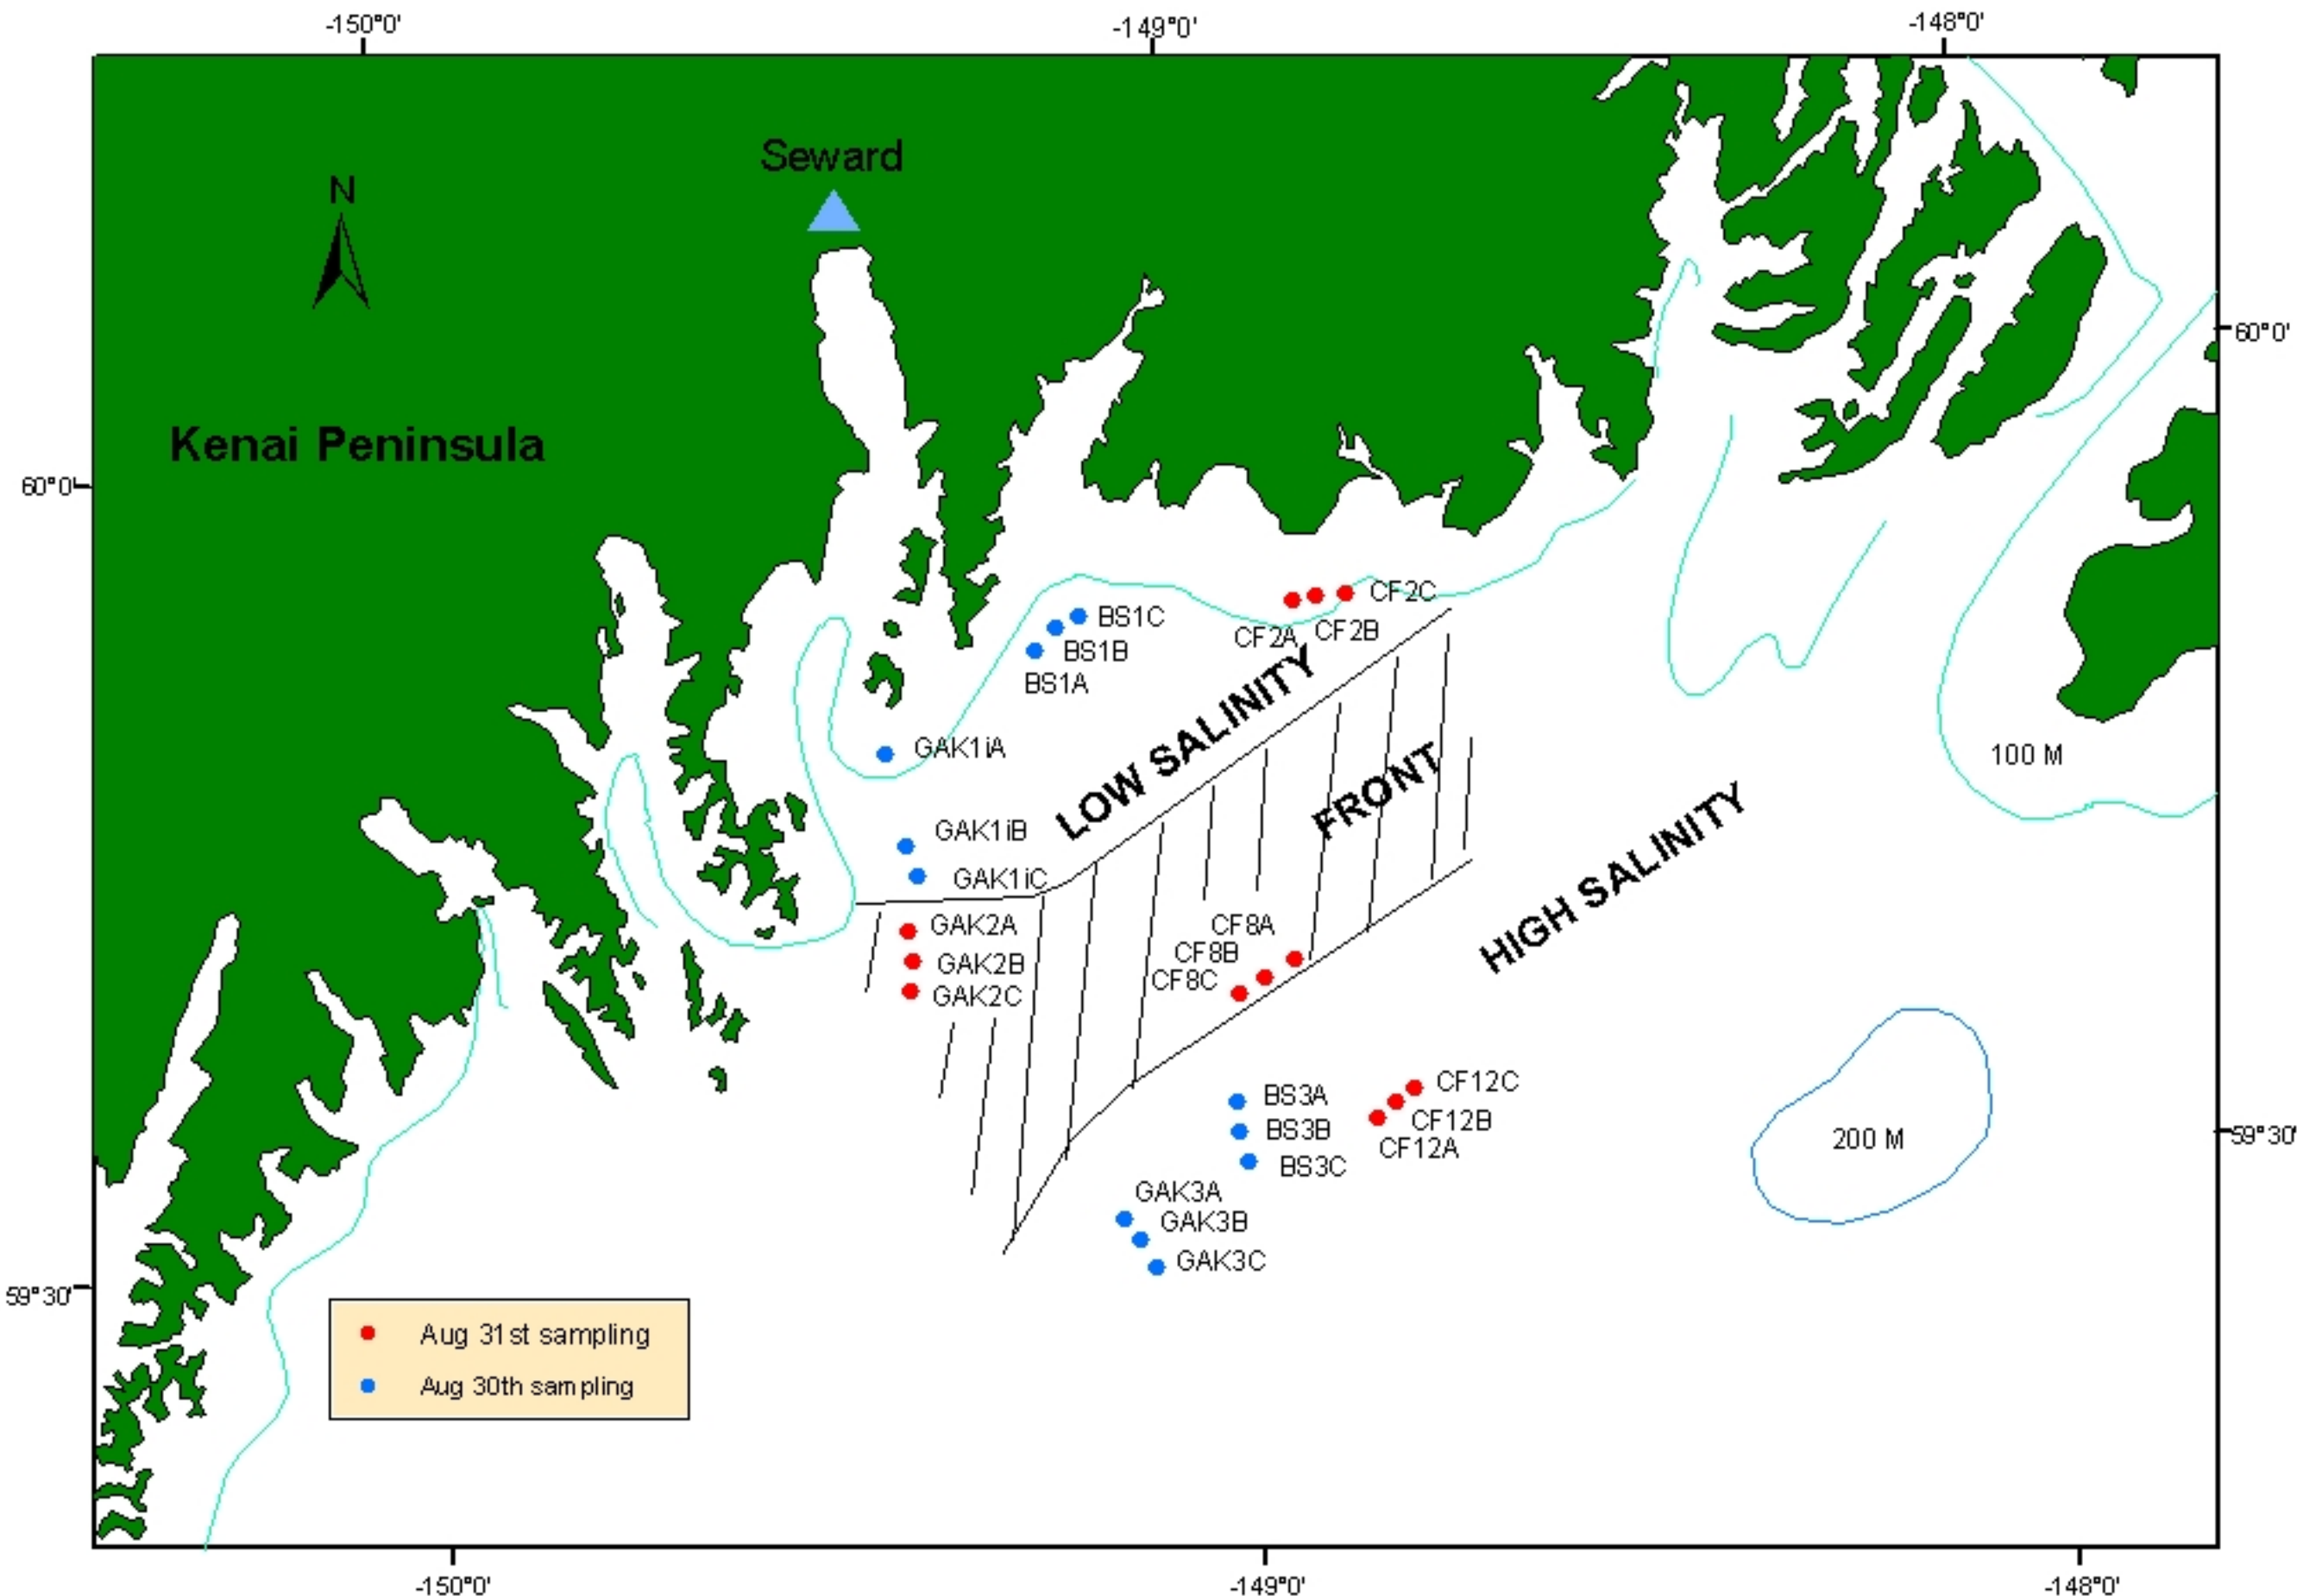 -150°0'
-149°0'
-148°0'
Seward
N
60°0'
Kenai Peninsula
60°0'
CF2C
BS1C
CF2A
CF2B
BS1B
BS1A
LOW SALINITY
GAK1iA
100 M
FRONT
GAK1iB
HIGH SALINITY
GAK1iC
GAK2A
CF8A
CF8B
GAK2B
CF8C
GAK2C
CF12C
BS3A
CF12B
BS3B
59°30'
200 M
CF12A
BS3C
GAK3A
GAK3B
GAK3C
59°30'
Aug 31st sampling
Aug 30th sampling
-150°0'
-149°0'
-148°0'